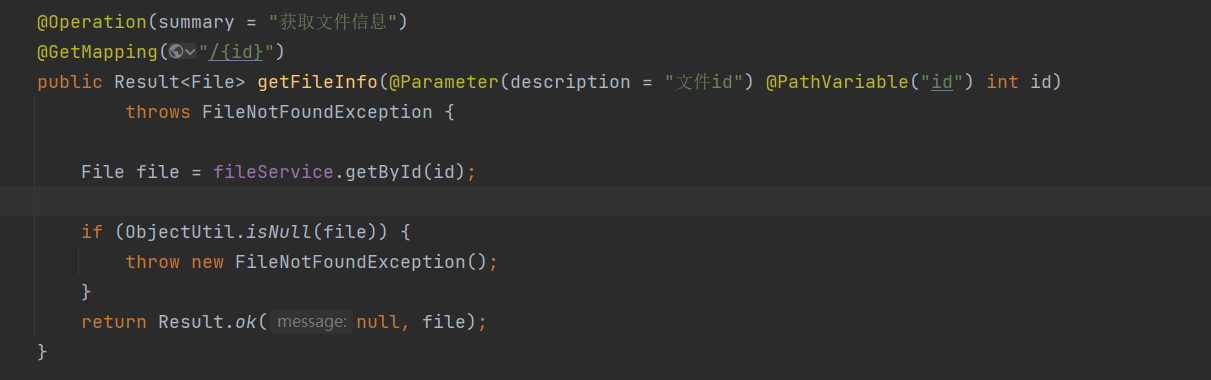 @Operation(summary = "获取文件信息")
@GetMapping("/{id}")
public Result<File> getFileInfo(@Parameter(description = "文件id") @PathVariable("id") int id)
throws FileNotFoundException {
File file = fileService.getById(id);
if (ObjectUtil.isNull(file)) {
throw new FileNotFoundException();
}
return Result.ok( message: null, file);
}